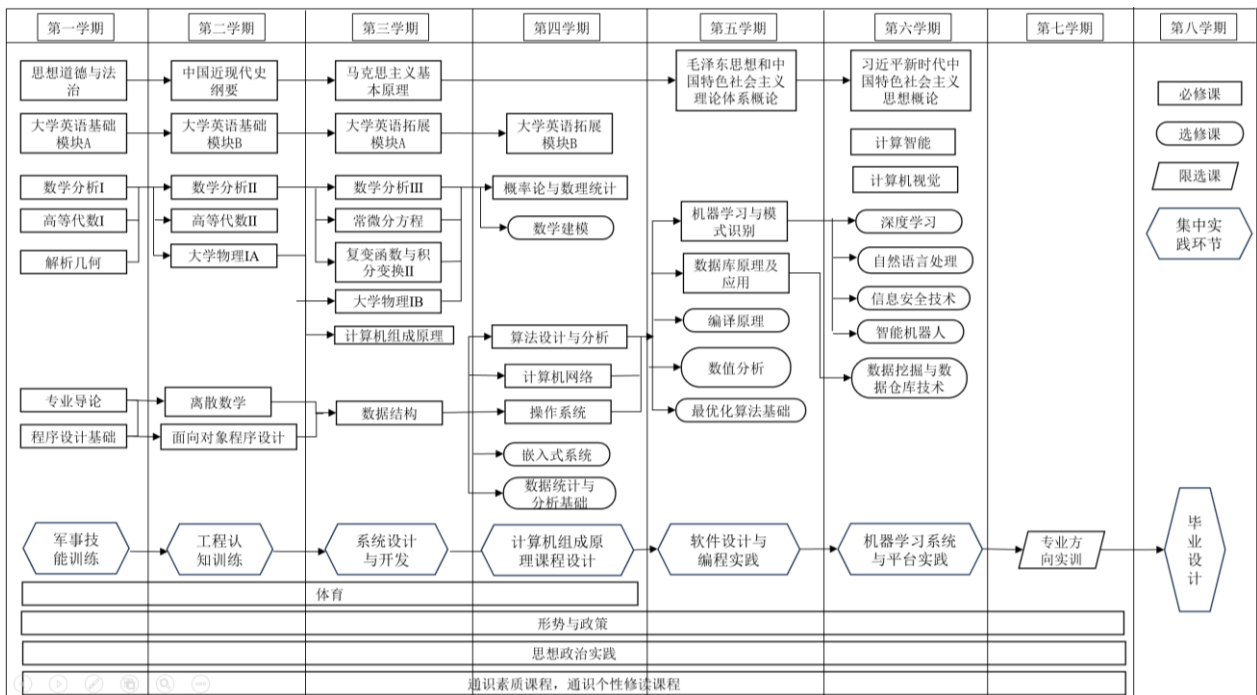 第一学期
第二学期
第三学期
第四学期
第五学期
第六学期
第七学期
第八学期
思想道德与法
治
中国近现代史
纲要
马克思主义基
本原理
毛泽东思想和中
国特色社会主义
理论体系概论
习近平新时代中
国特色社会主义
思想概论
必修课
大学英语基础
模块A
大学英语基础
模块B
大学英语拓展
模块A
大学英语拓展
模块B
计算智能
选修课
数学分析I
数学分析II
数学分析III
概率论与数理统计
计算机视觉
限选课
高等代数I
高等代数II
常微分方程
数学建模
机器学习与模
式识别
深度学习
集中实
践环节
解析几何
大学物理IA
复变函数与积
分变换II
数据库原理及
应用
自然语言处理
大学物理IB
信息安全技术
计算机组成原理
算法设计与分析
编译原理
智能机器人
计算机网络
数值分析
数据挖掘与数
据仓库技术
专业导论
离散数学
数据结构
操作系统
最优化算法基础
程序设计基础
面向对象程序设计
嵌入式系统
数据统计与
分析基础
军事技
能训练
工程认
知训练
系统设计
与开发
计算机组成原
理课程设计
软件设计与
编程实践
机器学习系统
与平台实践
专业方
向实训
毕
业
设
计
体育
形势与政策
思想政治实践
通识素质课程，通识个性修读课程